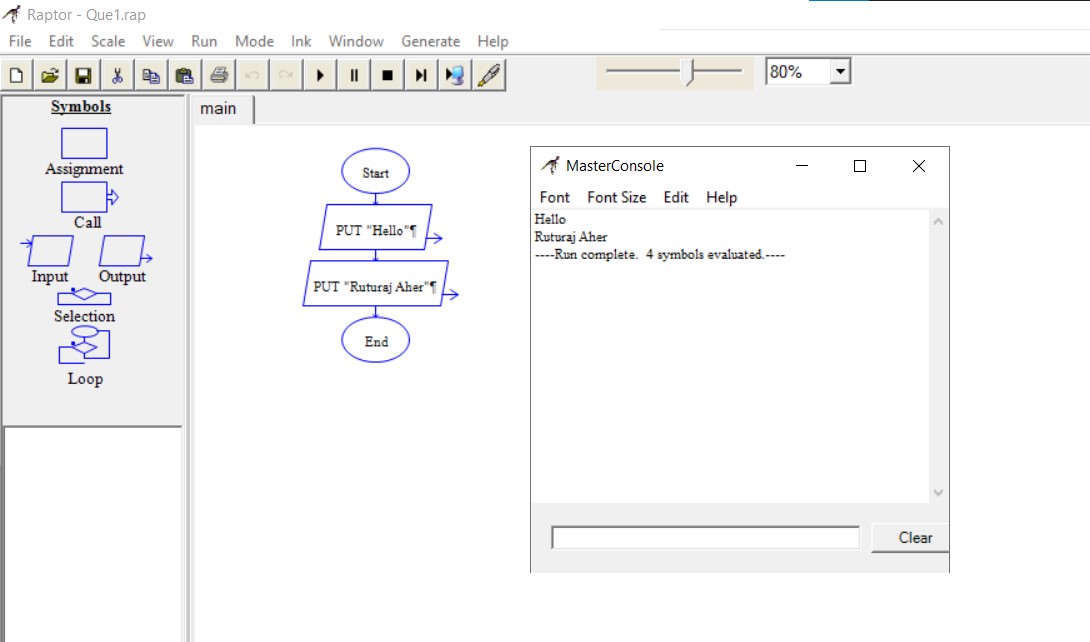 Raptor - Que1.rap
File Edit Scale View Run Mode Ink Window Generate Help
80%
Symbols
Assignment
Call
Input Output
Selection
Loop
main
Start
PUT "Hello"¶
PUT "Ruturaj Aher"¶
End
MasterConsole
Font Font Size Edit Help
Hello
Ruturaj Aher
----Run complete.  4 symbols evaluated.----
Clear